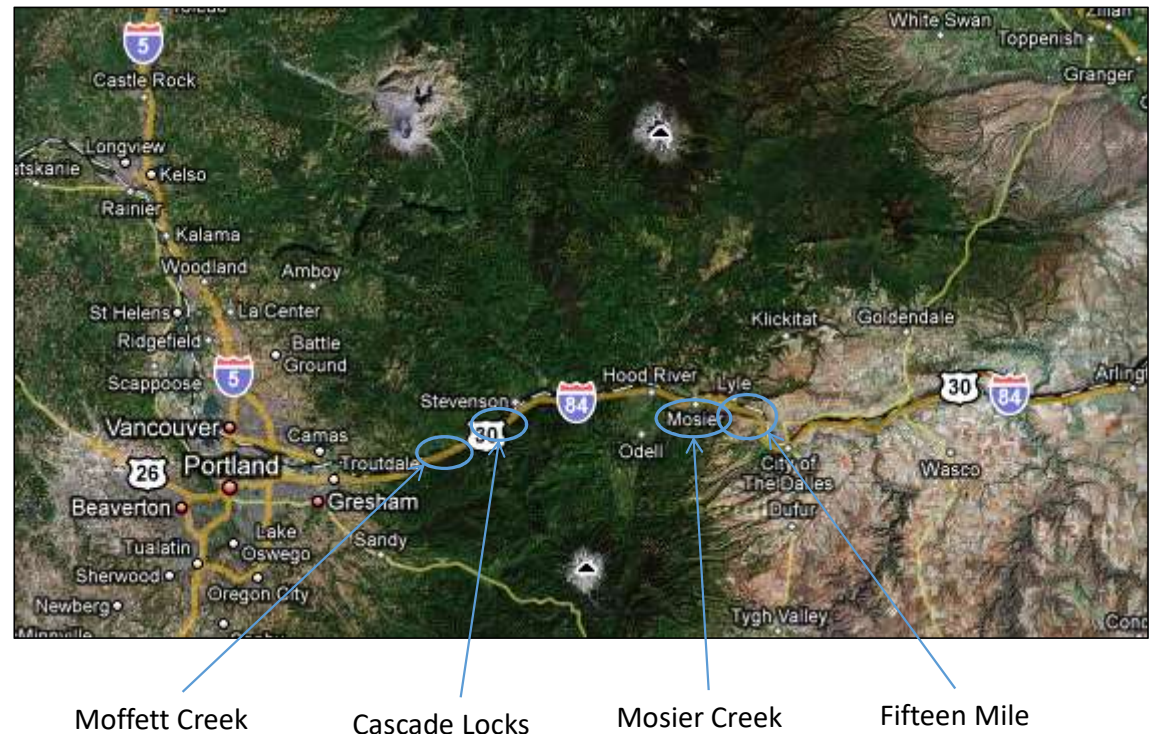 White Swan
Toppenish
Granger
5
Castle Rock
Longview
Kelso
Rainier
Kalama
Woodland
Amboy
St Helens
La Center
Ridgefield
Battle
Ground
Scappoose
5
Klickitat
Goldendale
Hood River
Lyle
30
84
Stevenson
84
Mosier
Vancouver
Camas
30
Odell
26
Portland
Troutdale
City of
The Dalles
Wasco
Beaverton
Gresham
Dufur
Tualatin
Lake
Oswego
Sandy
Sherwood
Oregon City
Newberg
Tygh Valley
Moffett Creek
Cascade Locks
Mosier Creek
Fifteen Mile